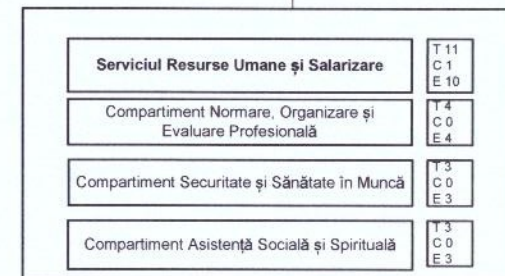 Serviciul Resurse Umane și Salarizare
T 11
C 1
E 10
Compartiment Normare, Organizare și
Evaluare Profesională
T 4
C 0
E 4
Compartiment Securitate și Sănătate în Muncă
T 3
C 0
E 3
Compartiment Asistență Socială și Spirituală
T 3
C 0
E 3